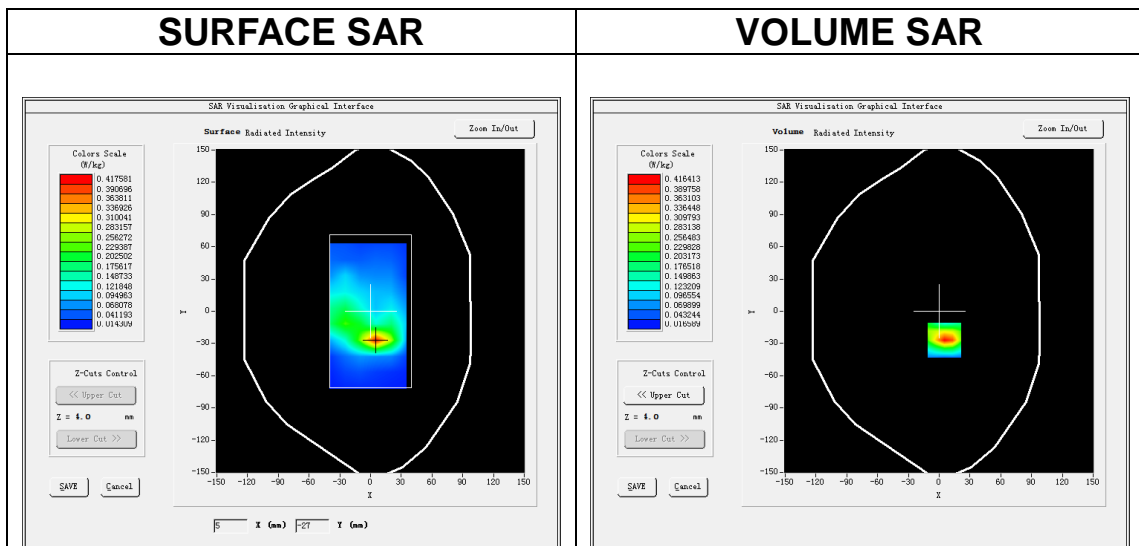 SURFACE SAR
VOLUME SAR
SAR Visualisation Graphical Interface
Surface Radiated Intensity
Zoom In/Out
Colors Scale
(W/kg)
0.417581
0.390696
0.363811
0.336926
0.310041
0.283157
0.256272
0.229387
0.202502
0.175617
0.148733
0.121848
0.094963
0.068078
0.041193
0.014309
Z-Cuts Control
<< Upper Cut
Z = 4.0 mm
Lower Cut >>
SAVE Cancel
150
120
90
60
30
0
-30
-60
-90
-120
-150
Y
-150 -120 -90 -60 -30 0 30 60 90 120 150
X
5 X (mm) -27 Y (mm)
SAR Visualisation Graphical Interface
Volume Radiated Intensity
Zoom In/Out
Colors Scale
(W/kg)
0.416413
0.389758
0.363103
0.336448
0.309793
0.283138
0.256483
0.229828
0.203173
0.176518
0.149863
0.123209
0.096554
0.069899
0.043244
0.016589
Z-Cuts Control
<< Upper Cut
Z = 4.0 mm
Lower Cut >>
SAVE Cancel
150
120
90
60
30
0
-30
-60
-90
-120
-150
Y
-150 -120 -90 -60 -30 0 30 60 90 120 150
X